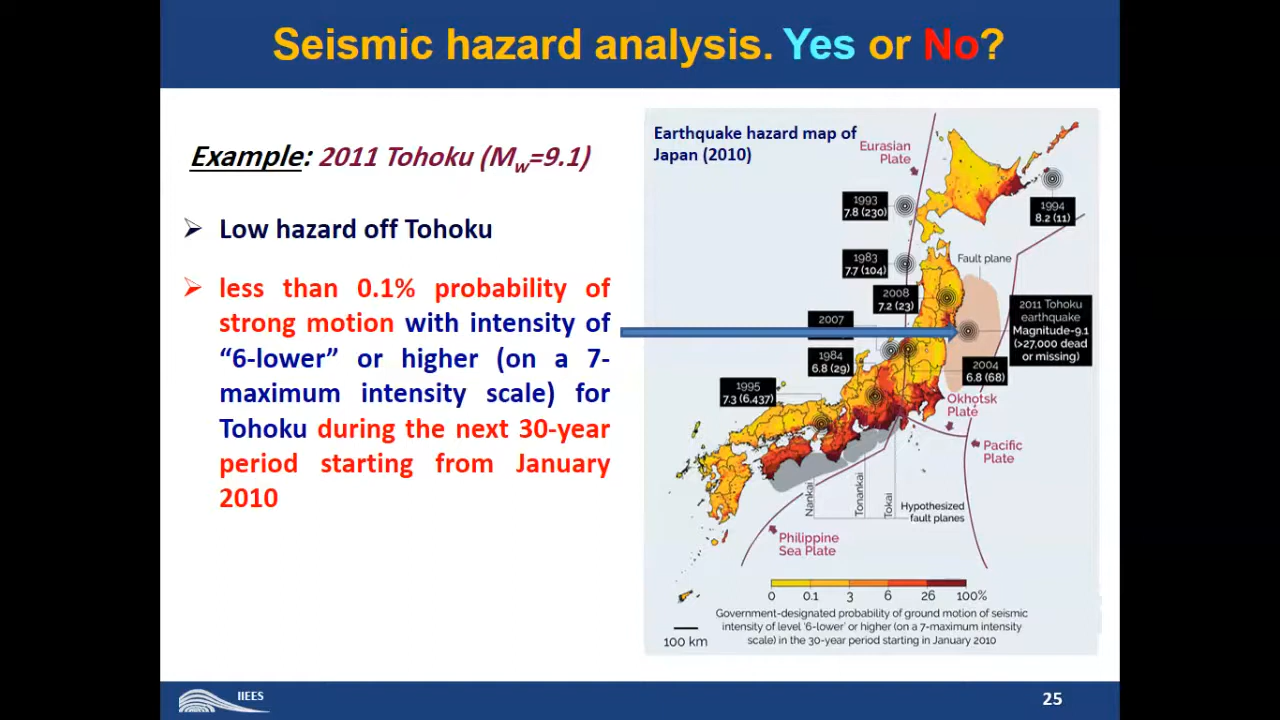 Seismic hazard analysis. Yes or No?
Example: 2011 Tohoku (Mw=9.1)
➢ Low hazard off Tohoku
➢ less than 0.1% probability of
strong motion with intensity of
“6-lower” or higher (on a 7-
maximum intensity scale) for
Tohoku during the next 30-year
period starting from January
2010
Earthquake hazard map of
Japan (2010)
Eurasian
Plate
1993
7.8 (230)
1994
8.2 (11)
1983
7.7 (104)
Fault plane
2008
7.2 (23)
2011 Tohoku
earthquake
Magnitude-9.1
(>27,000 dead
or missing)
2007
1984
6.8 (29)
2004
6.8 (68)
1995
7.3 (6,437)
Okhotsk
Plate
Pacific
Plate
Nankai
Tonankai
Tokai
Hypothesized
fault planes
Philippine
Sea Plate
0 0.1 3 6 26 100%
Government-designated probability of ground motion of seismic
intensity of level ‘6-lower’ or higher (on a 7-maximum intensity
scale) in the 30-year period starting in January 2010
100 km
IIEES
25